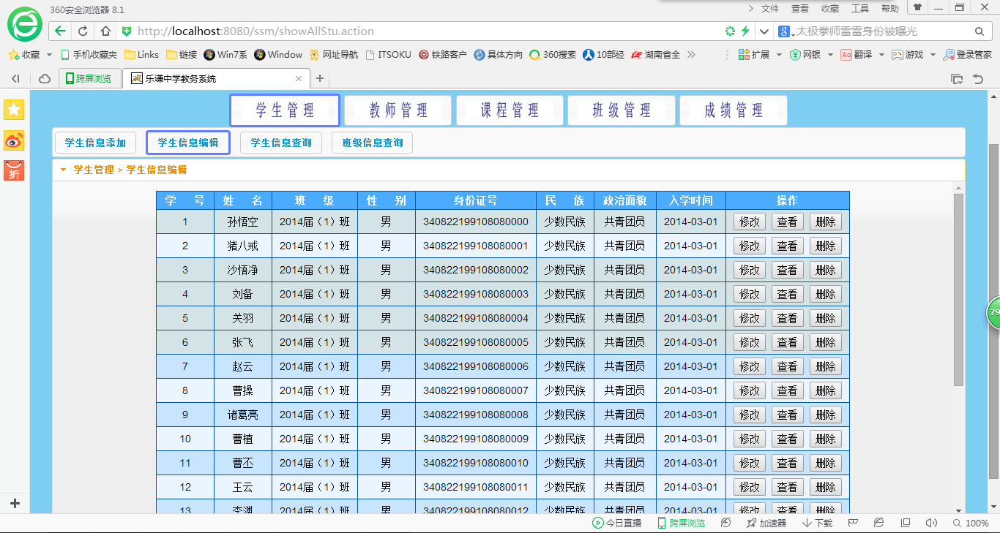 360安全浏览器 8.1
文件 查看 收藏 工具 帮助
http://localhost:8080/ssm/showAllStu.action
太极拳师雷雷身份被曝光
收藏 手机收藏夹 Links 链接 Win7系 Window 网址导航 ITSOKU 铁路客户 具体方向 360搜索 10部经 湖南省全 扩展 网银 翻译 游戏 登录管家
跨屏浏览 乐谦中学教务系统
学生管理 教师管理 课程管理 班级管理 成绩管理
学生信息添加 学生信息编辑 学生信息查询 班级信息查询
折
学生管理 > 学生信息编辑
学 号 姓 名 班 级 性 别 身份证号 民 族 政治面貌 入学时间 操作
1 孙悟空 2014届（1）班 男 340822199108080000 少数民族 共青团员 2014-03-01 修改 查看 删除
2 猪八戒 2014届（1）班 男 340822199108080001 少数民族 共青团员 2014-03-01 修改 查看 删除
3 沙悟净 2014届（1）班 男 340822199108080002 少数民族 共青团员 2014-03-01 修改 查看 删除
4 刘备 2014届（1）班 男 340822199108080003 少数民族 共青团员 2014-03-01 修改 查看 删除
5 关羽 2014届（1）班 男 340822199108080004 少数民族 共青团员 2014-03-01 修改 查看 删除
6 张飞 2014届（1）班 男 340822199108080005 少数民族 共青团员 2014-03-01 修改 查看 删除
7 赵云 2014届（1）班 男 340822199108080006 少数民族 共青团员 2014-03-01 修改 查看 删除
8 曹操 2014届（1）班 男 340822199108080007 少数民族 共青团员 2014-03-01 修改 查看 删除
9 诸葛亮 2014届（1）班 男 340822199108080008 少数民族 共青团员 2014-03-01 修改 查看 删除
10 曹植 2014届（1）班 男 340822199108080009 少数民族 共青团员 2014-03-01 修改 查看 删除
11 曹丕 2014届（1）班 男 340822199108080010 少数民族 共青团员 2014-03-01 修改 查看 删除
12 王云 2014届（1）班 男 340822199108080011 少数民族 共青团员 2014-03-01 修改 查看 删除
13 李渊 2014届（1）班 男 340822199108080012 少数民族 共青团员 2014-03-01 修改 查看 删除
79
今日直播 跨屏浏览 加速器 下载 100%